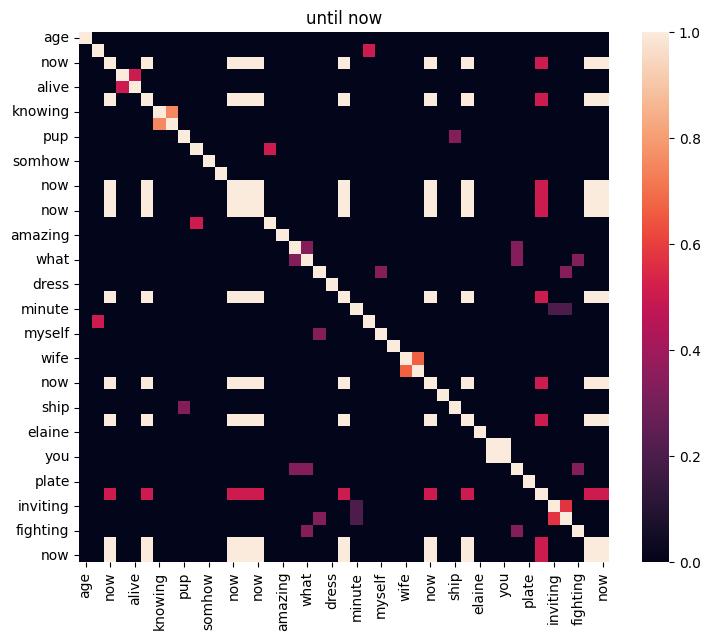 until now
age
now
alive
knowing
pup
somhow
now
now
amazing
what
dress
minute
myself
wife
now
ship
elaine
you
plate
inviting
fighting
now
age
now
alive
knowing
pup
somhow
now
now
amazing
what
dress
minute
myself
wife
now
ship
elaine
you
plate
inviting
fighting
now
1.0
0.8
0.6
0.4
0.2
0.0